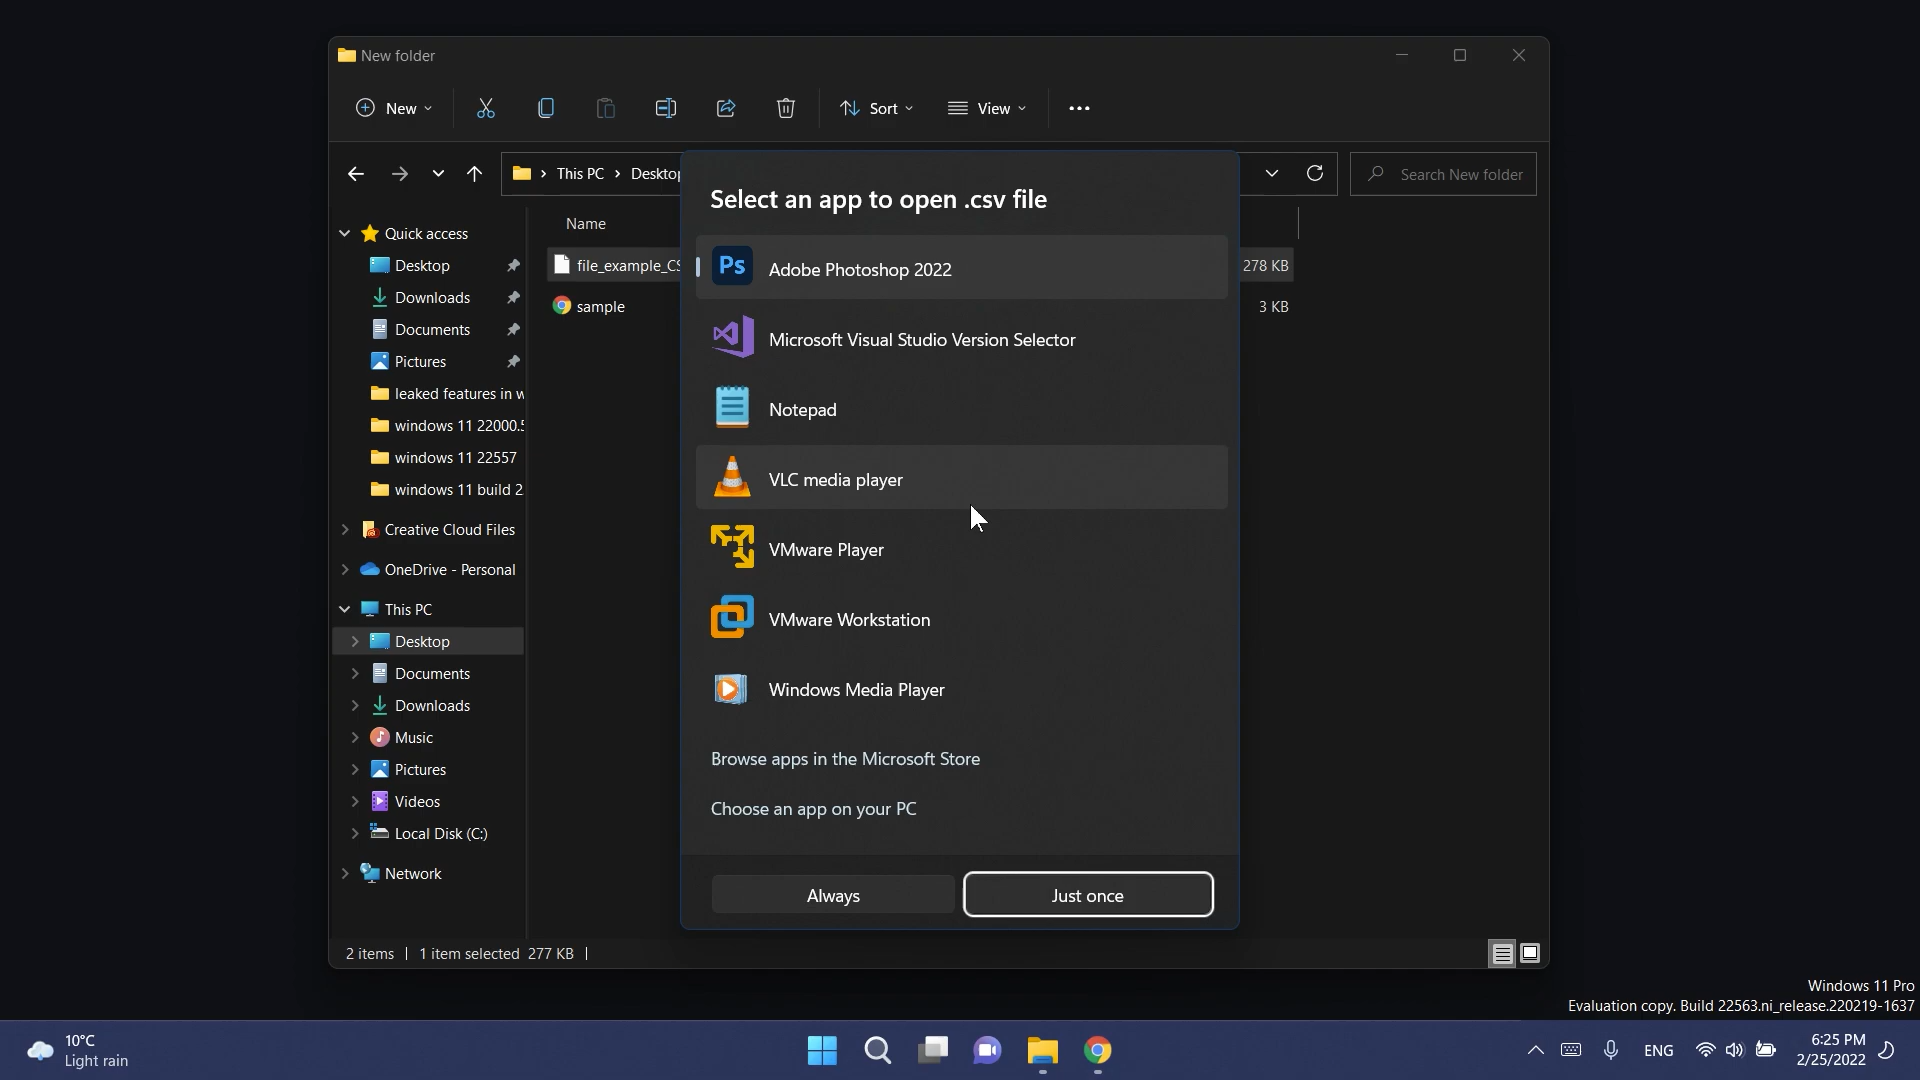 New folder
New
Sort
View
This PC
Desktop
Search New folder
Select an app to open .csv file
Ps Adobe Photoshop 2022
Microsoft Visual Studio Version Selector
Notepad
VLC media player
VMware Player
VMware Workstation
Windows Media Player
Browse apps in the Microsoft Store
Choose an app on your PC
Always
Just once
Quick access
Desktop
Downloads
Documents
Pictures
leaked features in w
windows 11 22000.5
windows 11 22557
windows 11 build 2
Creative Cloud Files
OneDrive - Personal
This PC
Desktop
Documents
Downloads
Music
Pictures
Videos
Local Disk (C:)
Network
Name
file_example_CS
278 KB
sample
3 KB
2 items
1 item selected 277 KB
Windows 11 Pro
Evaluation copy. Build 22563.ni_release.220219-1637
10°C
Light rain
ENG
6:25 PM
2/25/2022